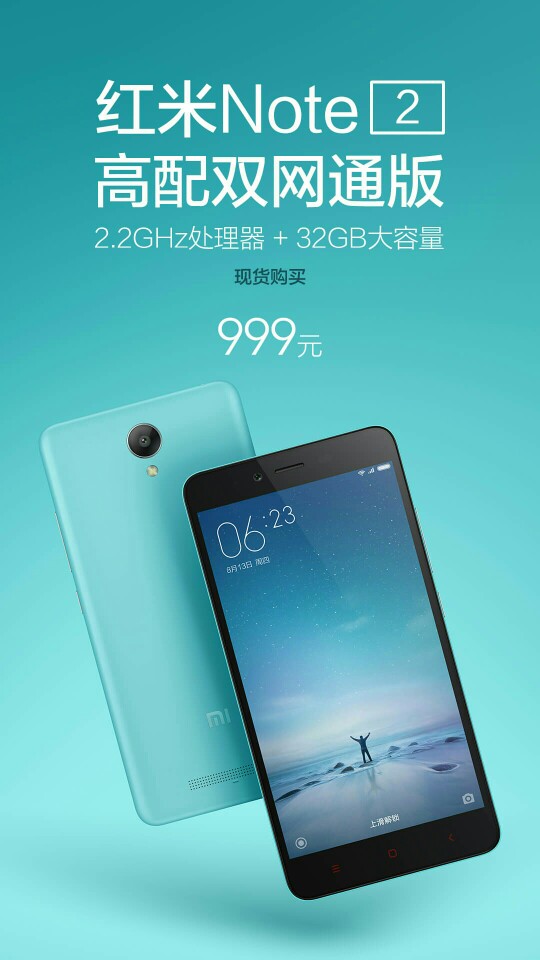 红米Note 2
高配双网通版
2.2GHz处理器 + 32GB大容量
现货购买
999元
06:23
8月13日 周四
mi
上滑解锁